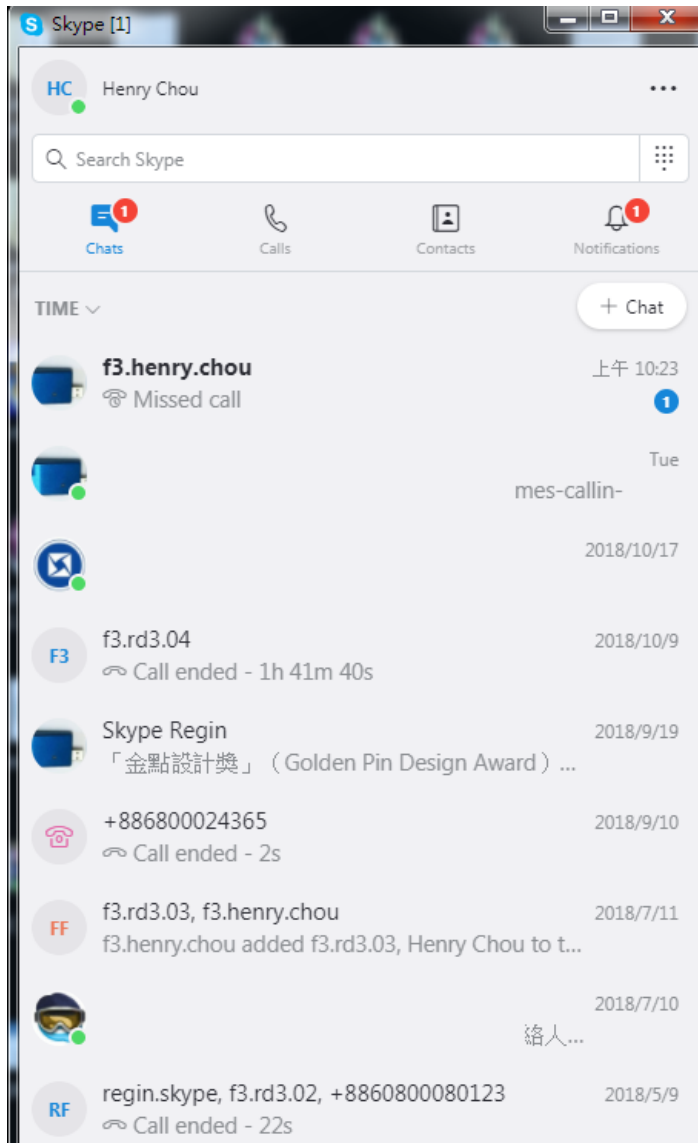 Skype [1]
HC Henry Chou
Search Skype
1 1
Chats Calls Contacts Notifications
TIME + Chat
f3.henry.chou 上午 10:23
Missed call 1
Tue
mes-callin-
2018/10/17
F3 f3.rd3.04 2018/10/9
Call ended - 1h 41m 40s
Skype Regin 2018/9/19
「金點設計獎」（Golden Pin Design Award）...
+886800024365 2018/9/10
Call ended - 2s
FF f3.rd3.03, f3.henry.chou 2018/7/11
f3.henry.chou added f3.rd3.03, Henry Chou to t...
2018/7/10
絡人...
RF regin.skype, f3.rd3.02, +8860800080123 2018/5/9
Call ended - 22s